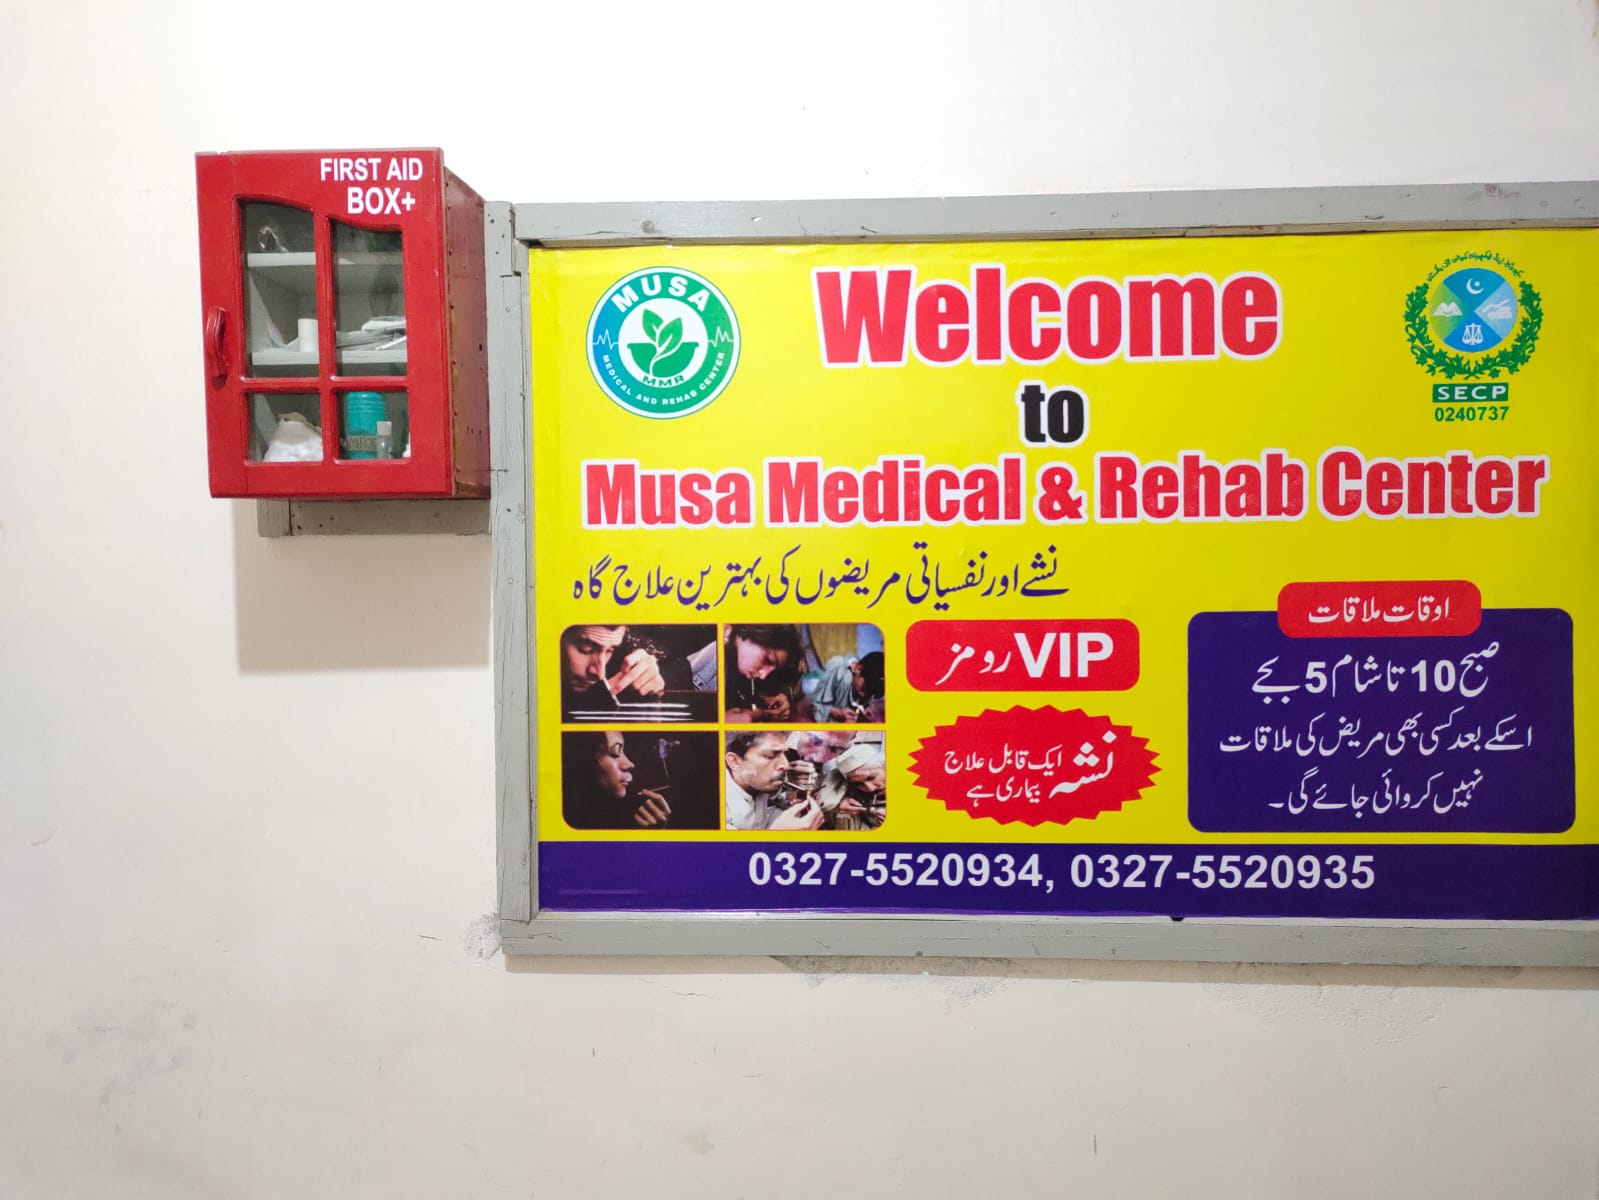 FIRST AID
BOX+
MUSA
MMR
MEDICAL AND REHAB CENTER
Welcome
to
Musa Medical & Rehab Center
SECP
0240737
نشے اور نفسیاتی مریضوں کی بہترین علاج گاہ
VIP رومز
نشہ ایک قابل علاج
بیماری ہے
اوقات ملاقات
صبح 10 تا شام 5 بجے
اسکے بعد کسی بھی مریض کی ملاقات
نہیں کروائی جائے گی۔
0327-5520934, 0327-5520935